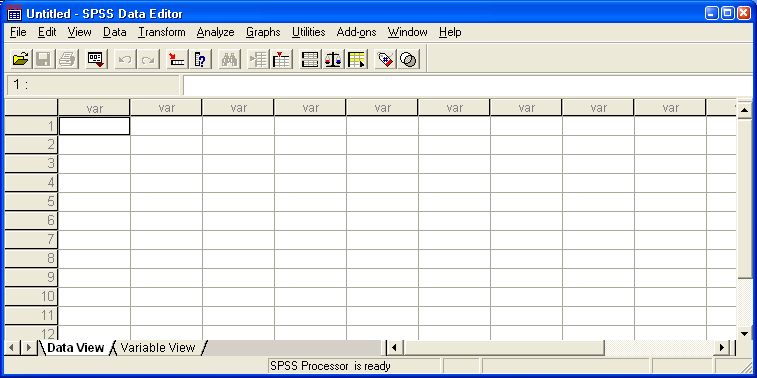 Untitled - SPSS Data Editor
File Edit View Data Transform Analyze Graphs Utilities Add-ons Window Help
1 :
var var var var var var var var var
1
2
3
4
5
6
7
8
9
10
11
12
Data View Variable View
SPSS Processor is ready